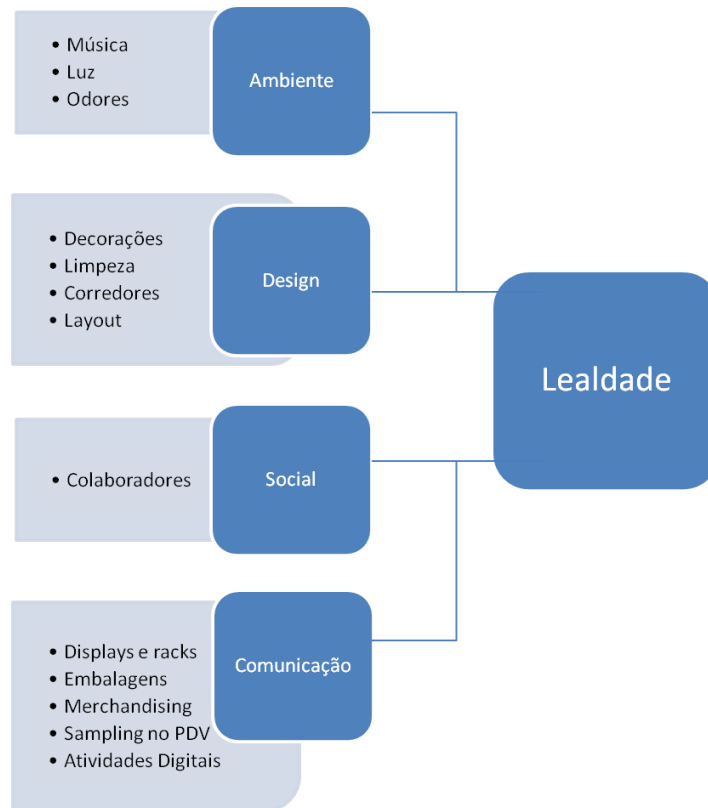 • Música
• Luz
• Odores
Ambiente
• Decorações
• Limpeza
• Corredores
• Layout
Design
Lealdade
• Colaboradores
Social
• Displays e racks
• Embalagens
• Merchandising
• Sampling no PDV
• Atividades Digitais
Comunicação